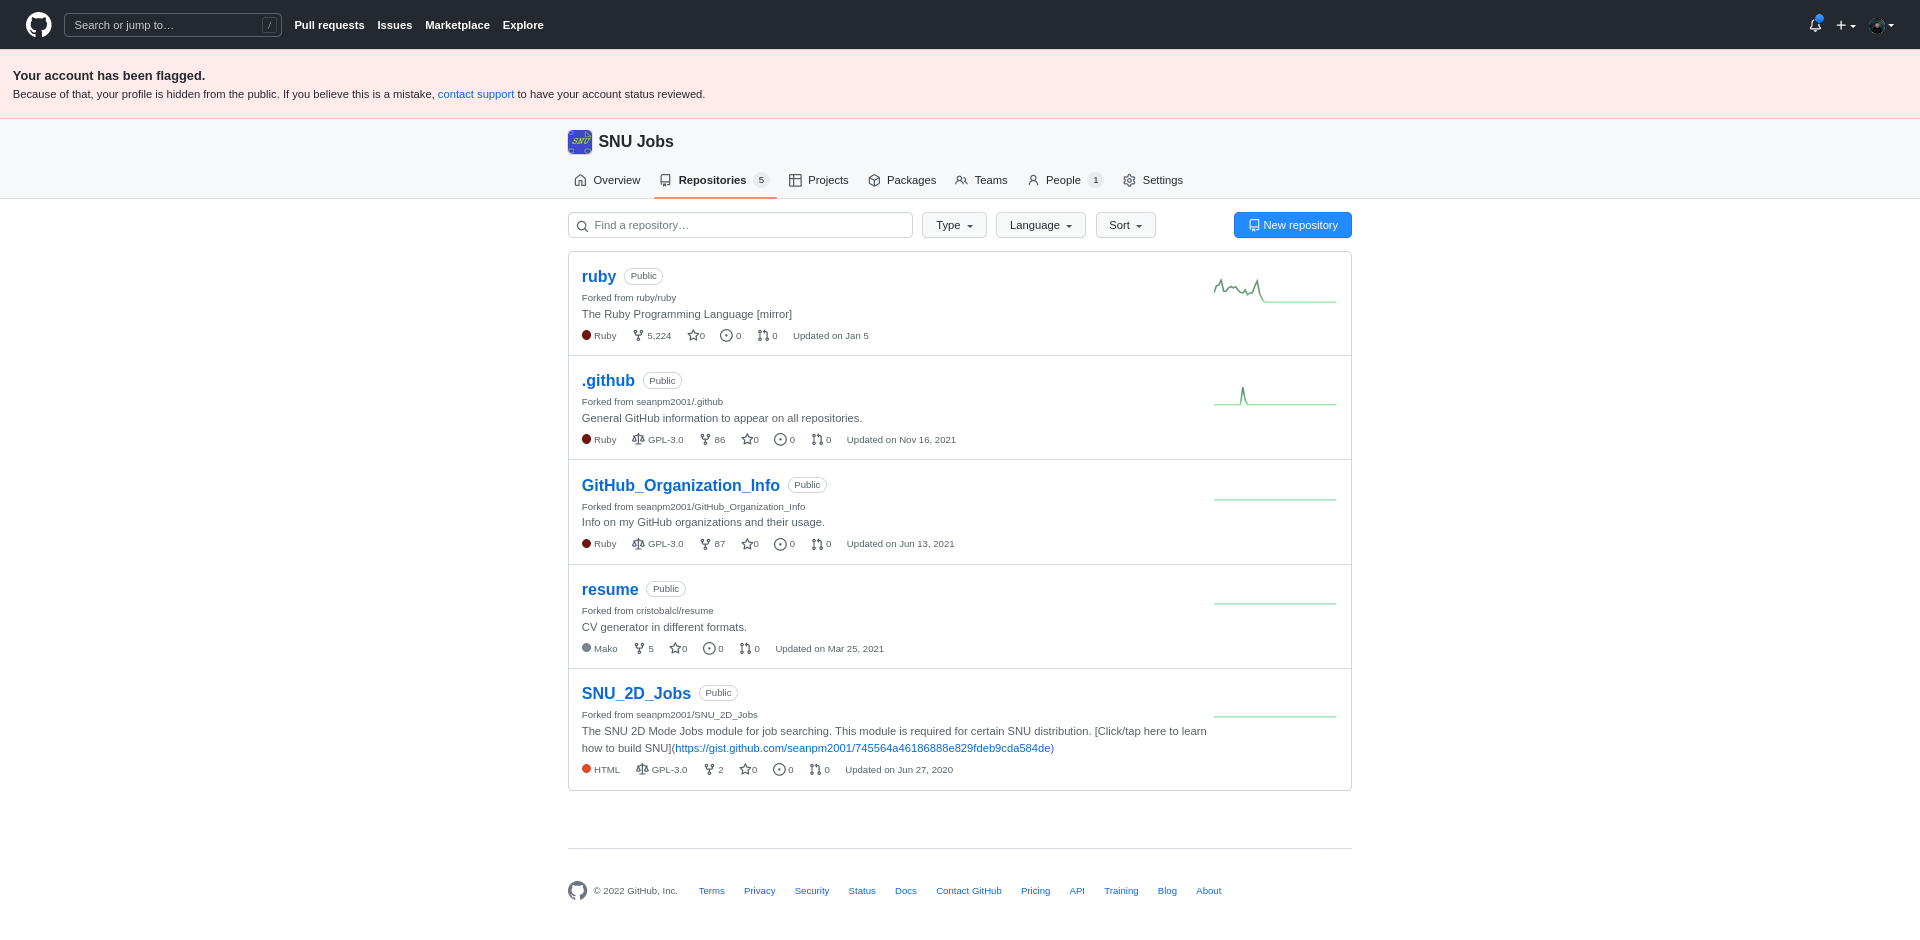 Search or jump to… /
Pull requests Issues Marketplace Explore
Your account has been flagged.
Because of that, your profile is hidden from the public. If you believe this is a mistake, contact support to have your account status reviewed.
SNU
SNU Jobs
Overview Repositories 5 Projects Packages Teams People 1 Settings
Find a repository… Type Language Sort New repository
ruby Public
Forked from ruby/ruby
The Ruby Programming Language [mirror]
Ruby 5,224 0 0 0 Updated on Jan 5
.github Public
Forked from seanpm2001/.github
General GitHub information to appear on all repositories.
Ruby GPL-3.0 86 0 0 0 Updated on Nov 16, 2021
GitHub_Organization_Info Public
Forked from seanpm2001/GitHub_Organization_Info
Info on my GitHub organizations and their usage.
Ruby GPL-3.0 87 0 0 0 Updated on Jun 13, 2021
resume Public
Forked from cristobalcl/resume
CV generator in different formats.
Mako 5 0 0 0 Updated on Mar 25, 2021
SNU_2D_Jobs Public
Forked from seanpm2001/SNU_2D_Jobs
The SNU 2D Mode Jobs module for job searching. This module is required for certain SNU distribution. [Click/tap here to learn
how to build SNU](https://gist.github.com/seanpm2001/745564a46186888e829fdeb9cda584de)
HTML GPL-3.0 2 0 0 0 Updated on Jun 27, 2020
© 2022 GitHub, Inc. Terms Privacy Security Status Docs Contact GitHub Pricing API Training Blog About